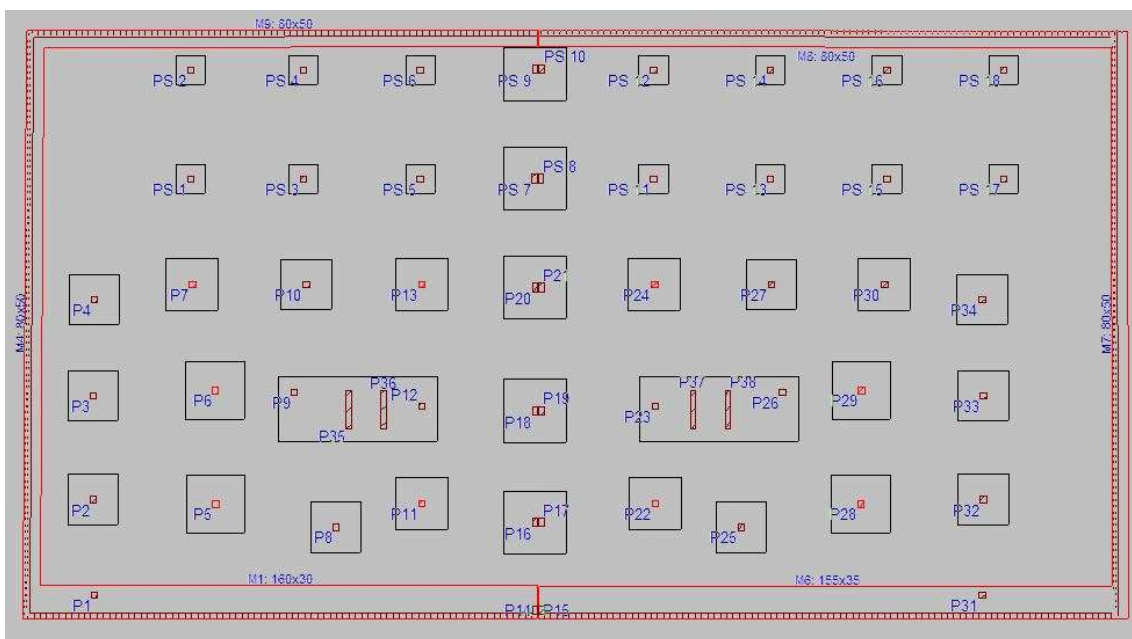 M9: 80x50
PS 10
M8: 80x50
PS 2 PS 4 PS 6 PS 9 PS 12 PS 14 PS 16 PS 18
PS 8
PS 1 PS 3 PS 5 PS 7 PS 11 PS 13 PS 15 PS 17
P21
P7 P10 P13 P20 P24 P27 P30
P4 P34
M4: 80x50
M7: 80x50
P36 P37 P38
P3 P6 P9 P12 P19 P26 P29 P33
P18 P23
P35
P2 P5 P11 P17 P22 P28 P32
P8 P16 P25
M1: 160x30 M6: 155x35
P1 P14 P15 P31